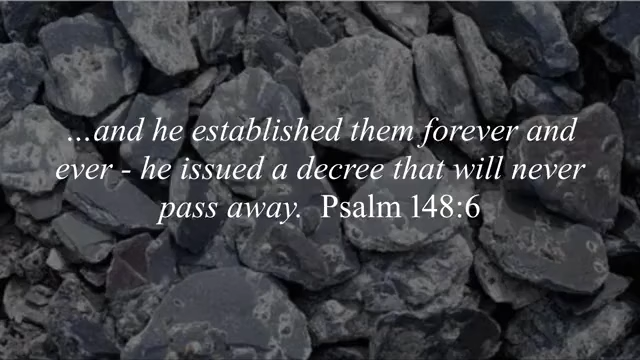 ...and he established them forever and
ever - he issued a decree that will never
pass away. Psalm 148:6